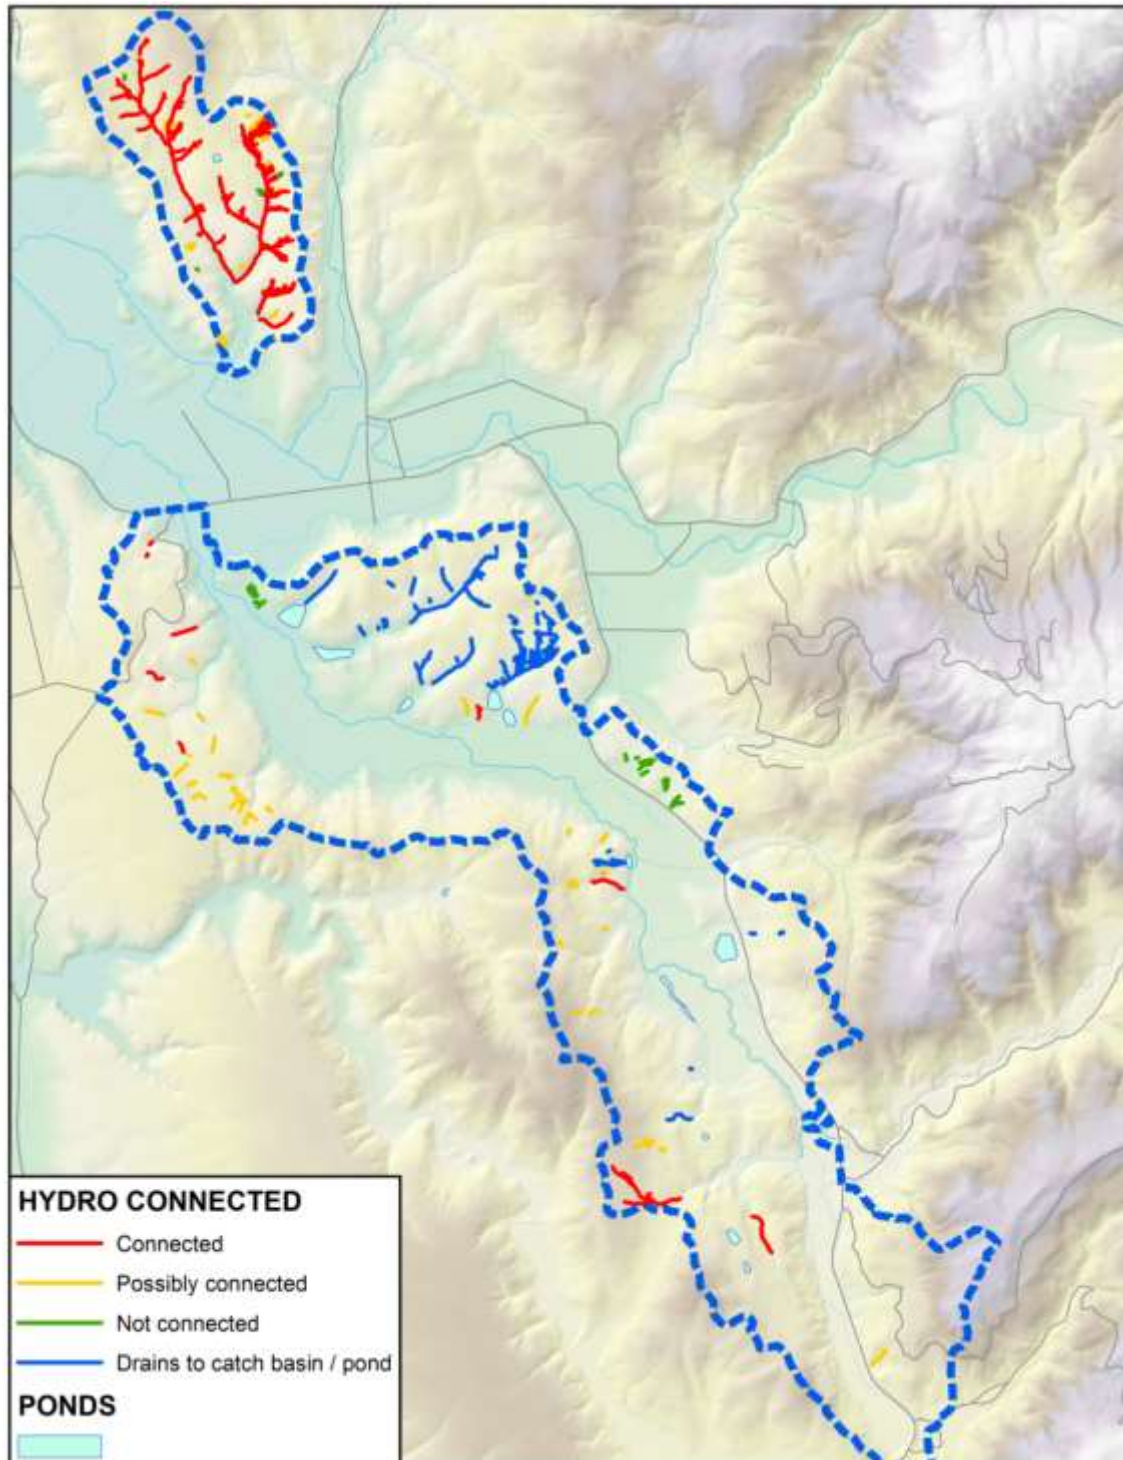 HYDRO CONNECTED
Connected
Possibly connected
Not connected
Drains to catch basin / pond
PONDS